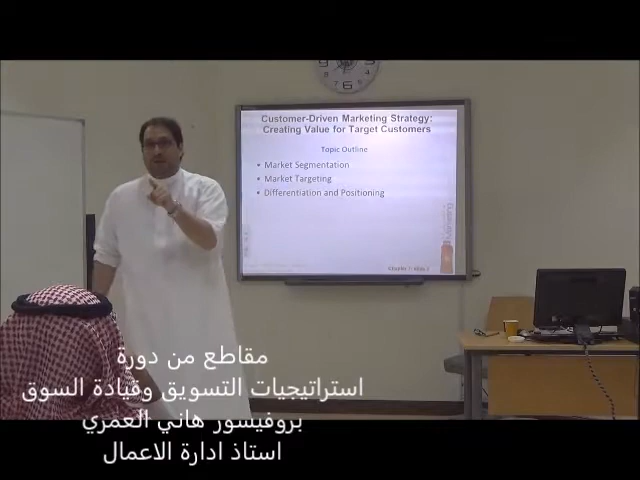 Customer-Driven Marketing Strategy:
Creating Value for Target Customers
Topic Outline
• Market Segmentation
• Market Targeting
• Differentiation and Positioning
مقاطع من دورة
استراتيجيات التسويق وقيادة السوق
بروفيسور هاني العمري
استاذ ادارة الاعمال